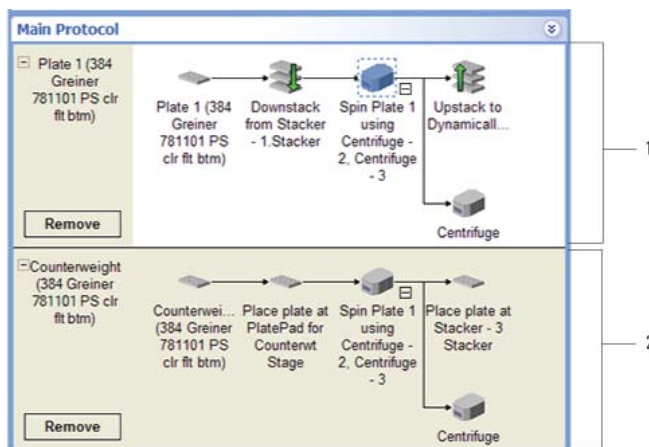 Main Protocol
Plate 1 (384
Greiner
781101 PS clr
flt btm)
Remove
Plate 1 (384
Greiner
781101 PS
clr flt btm)
Downstack
from Stacker
- 1.Stacker
Spin Plate 1
using
Centrifuge -
2, Centrifuge
- 3
Upstack to
Dynamicall...
Centrifuge
1
Counterweight
(384 Greiner
781101 PS clr
flt btm)
Remove
Counterwei...
(384 Greiner
781101 PS
clr flt btm)
Place plate at
PlatePad for
Counterwt
Stage
Spin Plate 1
using
Centrifuge -
2, Centrifuge
- 3
Place plate at
Stacker - 3
Stacker
Centrifuge
2